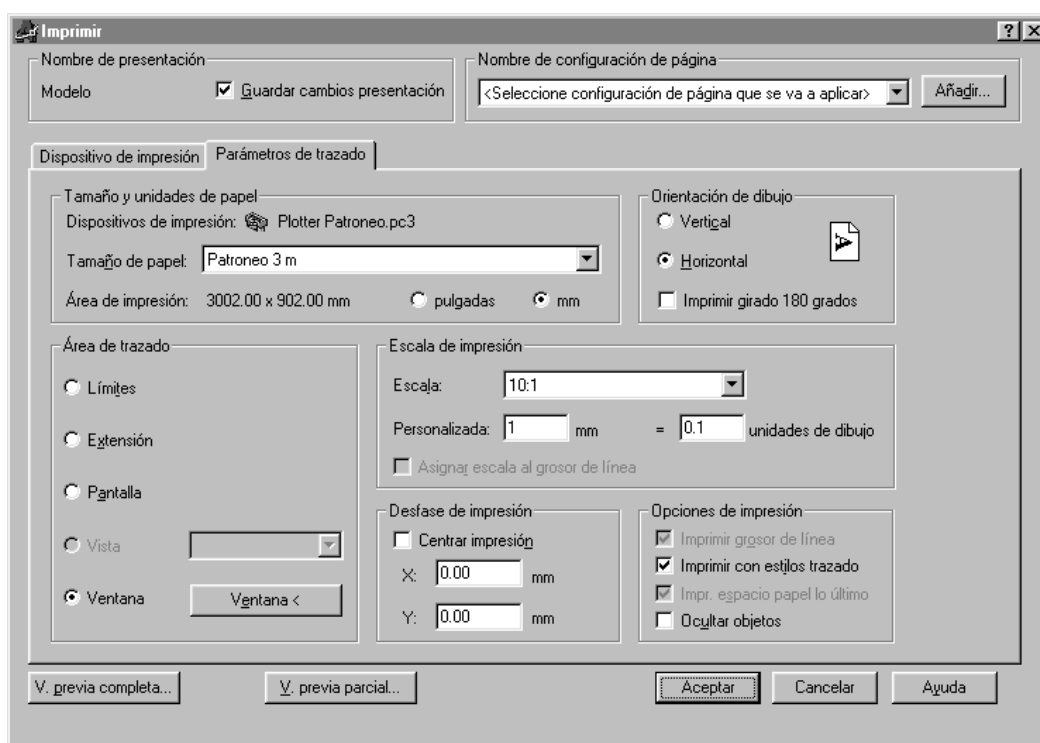 Imprimir
Nombre de presentación
Modelo
Guardar cambios presentación
Nombre de configuración de página
<Seleccione configuración de página que se va a aplicar>
Añadir...
Dispositivo de impresión
Parámetros de trazado
Tamaño y unidades de papel
Dispositivos de impresión: Plotter Patroneo.pc3
Tamaño de papel: Patroneo 3 m
Área de impresión: 3002.00 x 902.00 mm
pulgadas
mm
Orientación de dibujo
Vertical
Horizontal
Imprimir girado 180 grados
A
Área de trazado
Límites
Extensión
Pantalla
Vista
Ventana
Ventana <
Escala de impresión
Escala: 10:1
Personalizada: 1 mm = 0.1 unidades de dibujo
Asignar escala al grosor de línea
Desfase de impresión
Centrar impresión
X: 0.00 mm
Y: 0.00 mm
Opciones de impresión
Imprimir grosor de línea
Imprimir con estilos trazado
Impr. espacio papel lo último
Ocultar objetos
V. previa completa...
V. previa parcial...
Aceptar
Cancelar
Ayuda